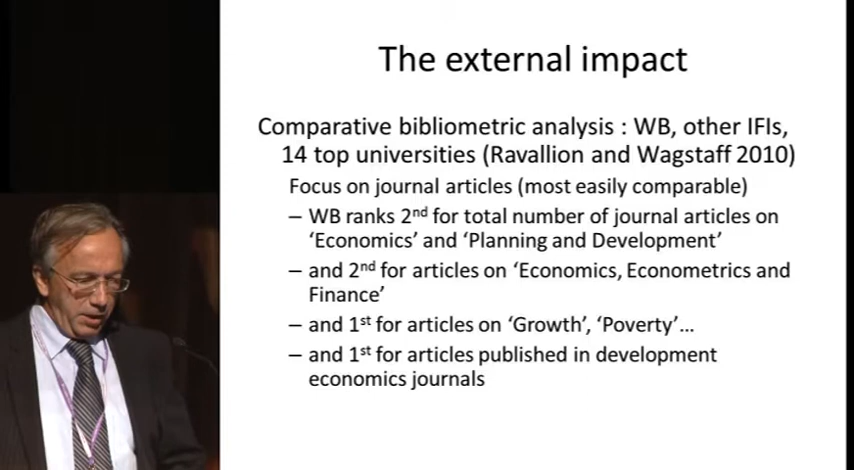 The external impact
Comparative bibliometric analysis : WB, other IFIs,
14 top universities (Ravallion and Wagstaff 2010)
Focus on journal articles (most easily comparable)
– WB ranks 2nd for total number of journal articles on
‘Economics’ and ‘Planning and Development’
– and 2nd for articles on ‘Economics, Econometrics and
Finance’
– and 1st for articles on ‘Growth’, ‘Poverty’...
– and 1st for articles published in development
economics journals